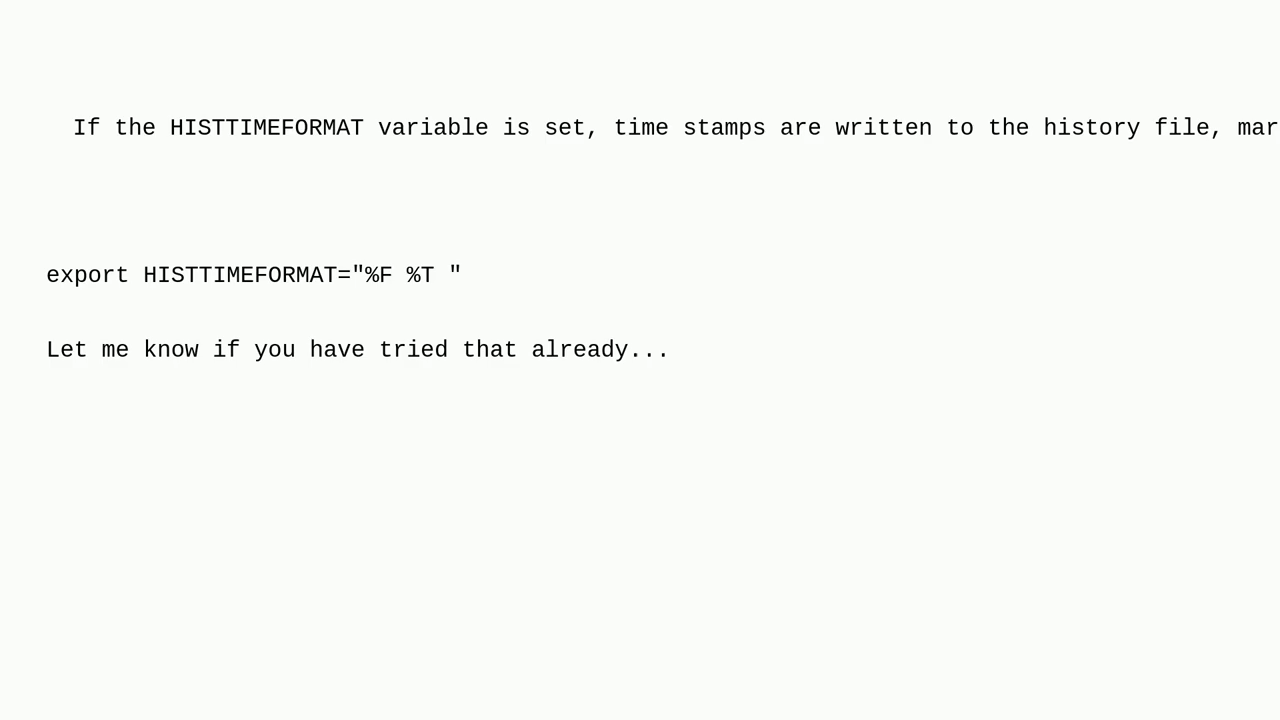 If the HISTTIMEFORMAT variable is set, time stamps are written to the history file, mar
export HISTTIMEFORMAT="%F %T "
Let me know if you have tried that already...